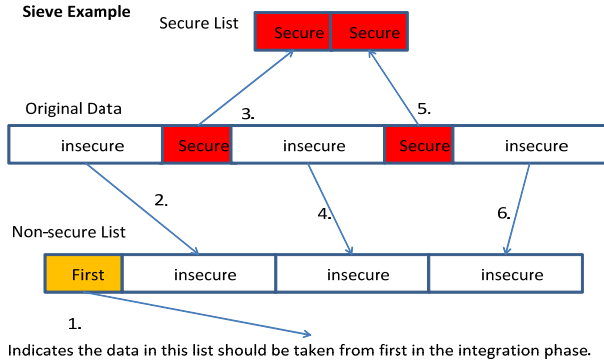 Sieve Example
Secure List
Secure Secure
3. 5.
Original Data
insecure Secure insecure Secure insecure
2. 4. 6.
Non-secure List
First insecure insecure insecure
1.
Indicates the data in this list should be taken from first in the integration phase.